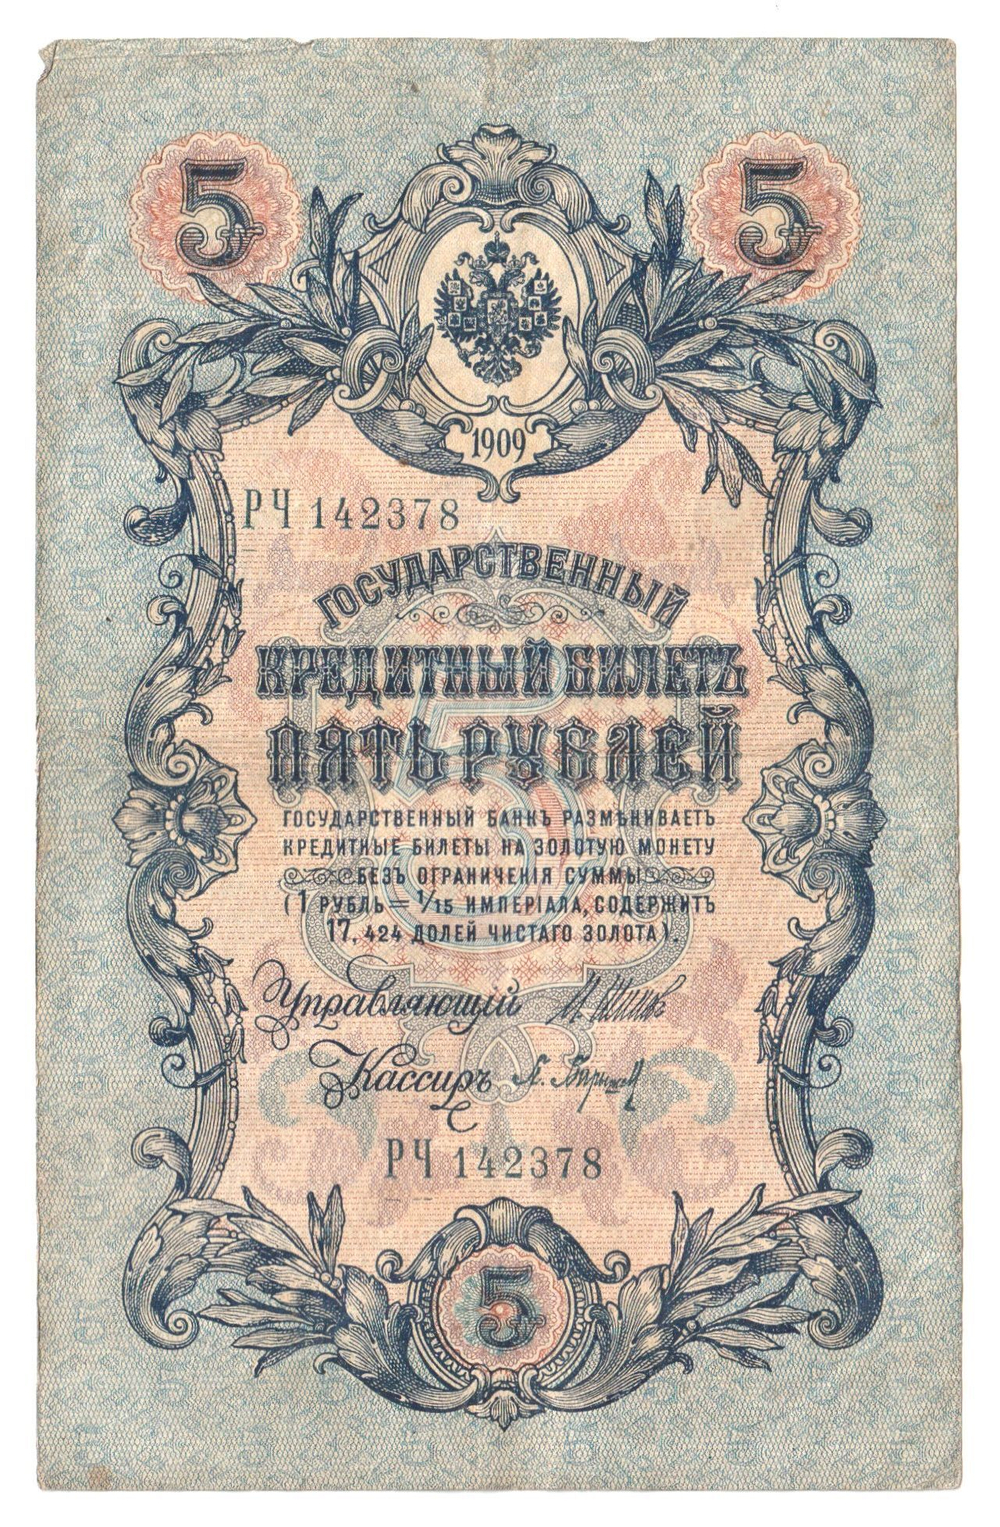 5 5
1909
РЧ 142378
ГОСУДАРСТВЕННЫЙ
КРЕДИТНЫЙ БИЛЕТЪ
ПЯТЬ РУБЛЕЙ
ГОСУДАРСТВЕННЫЙ БАНКЪ РАЗМѢНИВАЕТЪ
КРЕДИТНЫЕ БИЛЕТЫ НА ЗОЛОТУЮ МОНЕТУ
БЕЗЪ ОГРАНИЧЕНІЯ СУММЫ
(1 РУБЛЬ = 1/15 ИМПЕРІАЛА, СОДЕРЖИТЪ
17,424 ДОЛЕЙ ЧИСТАГО ЗОЛОТА).
Управляющій
Кассиръ
РЧ 142378
5